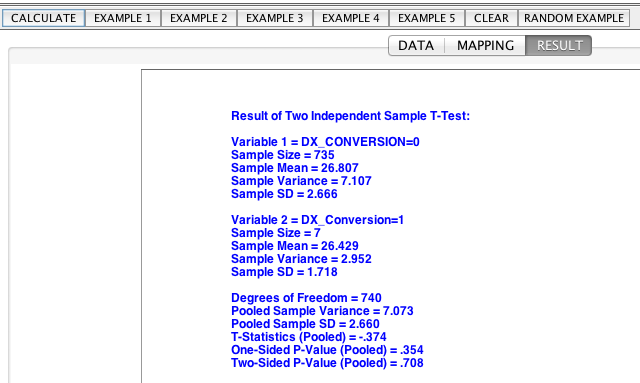 CALCULATE EXAMPLE 1 EXAMPLE 2 EXAMPLE 3 EXAMPLE 4 EXAMPLE 5 CLEAR RANDOM EXAMPLE
DATA MAPPING RESULT
Result of Two Independent Sample T-Test:
Variable 1 = DX_CONVERSION=0
Sample Size = 735
Sample Mean = 26.807
Sample Variance = 7.107
Sample SD = 2.666
Variable 2 = DX_Conversion=1
Sample Size = 7
Sample Mean = 26.429
Sample Variance = 2.952
Sample SD = 1.718
Degrees of Freedom = 740
Pooled Sample Variance = 7.073
Pooled Sample SD = 2.660
T-Statistics (Pooled) = -.374
One-Sided P-Value (Pooled) = .354
Two-Sided P-Value (Pooled) = .708